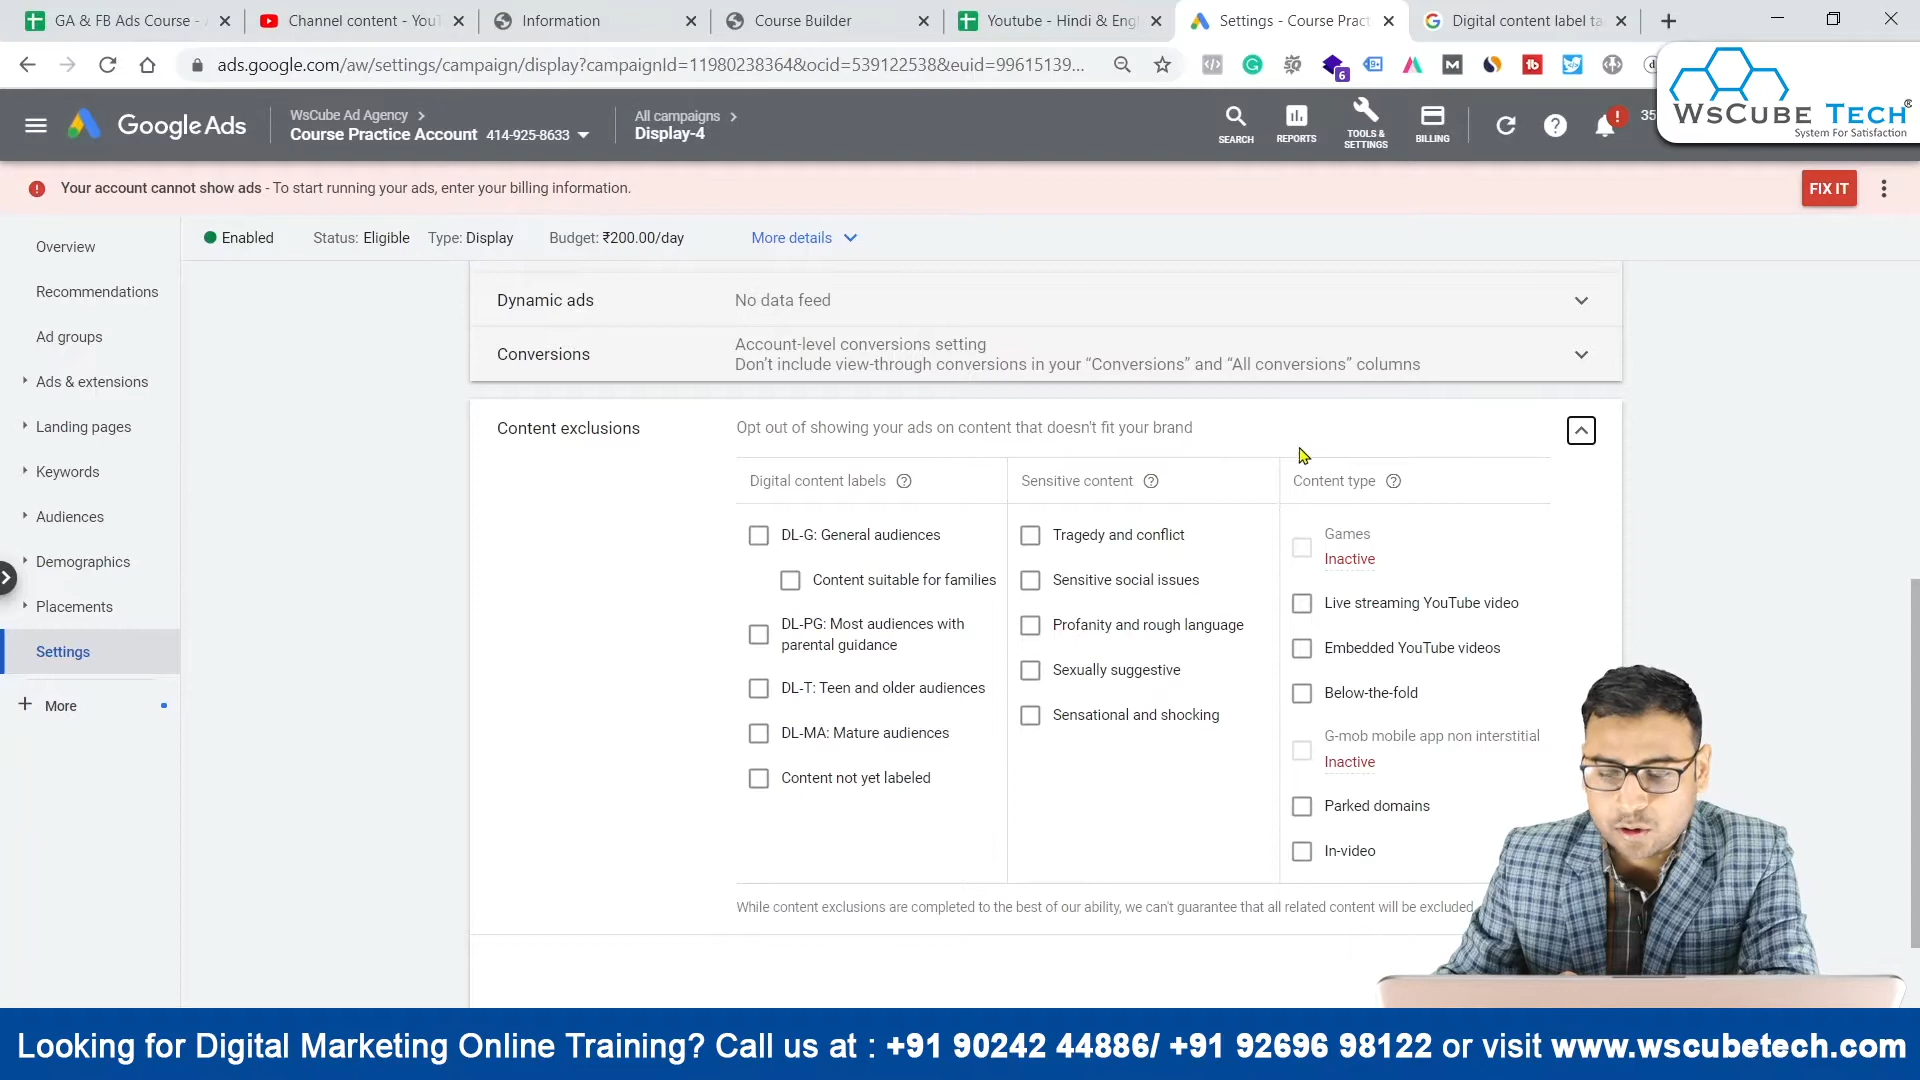 GA & FB Ads Course -
Channel content - YouT
Information
Course Builder
Youtube - Hindi & Eng
Settings - Course Pract
Digital content label ta
ads.google.com/aw/settings/campaign/display?campaignId=11980238364&ocid=539122538&euid=99615139...
6
WsCube Tech®
System For Satisfaction
Google Ads
WsCube Ad Agency
Course Practice Account 414-925-8633
All campaigns
Display-4
SEARCH
REPORTS
TOOLS & SETTINGS
BILLING
Your account cannot show ads - To start running your ads, enter your billing information.
FIX IT
Enabled
Status: Eligible
Type: Display
Budget: ₹200.00/day
More details
Overview
Recommendations
Ad groups
Ads & extensions
Landing pages
Keywords
Audiences
Demographics
Placements
Settings
More
Dynamic ads
No data feed
Conversions
Account-level conversions setting
Don't include view-through conversions in your “Conversions” and “All conversions” columns
Content exclusions
Opt out of showing your ads on content that doesn't fit your brand
Digital content labels
DL-G: General audiences
Content suitable for families
DL-PG: Most audiences with
parental guidance
DL-T: Teen and older audiences
DL-MA: Mature audiences
Content not yet labeled
Sensitive content
Tragedy and conflict
Sensitive social issues
Profanity and rough language
Sexually suggestive
Sensational and shocking
Content type
Games
Inactive
Live streaming YouTube video
Embedded YouTube videos
Below-the-fold
G-mob mobile app non interstitial
Inactive
Parked domains
In-video
While content exclusions are completed to the best of our ability, we can't guarantee that all related content will be excluded
Looking for Digital Marketing Online Training? Call us at : +91 90242 44886/ +91 92696 98122 or visit www.wscubetech.com